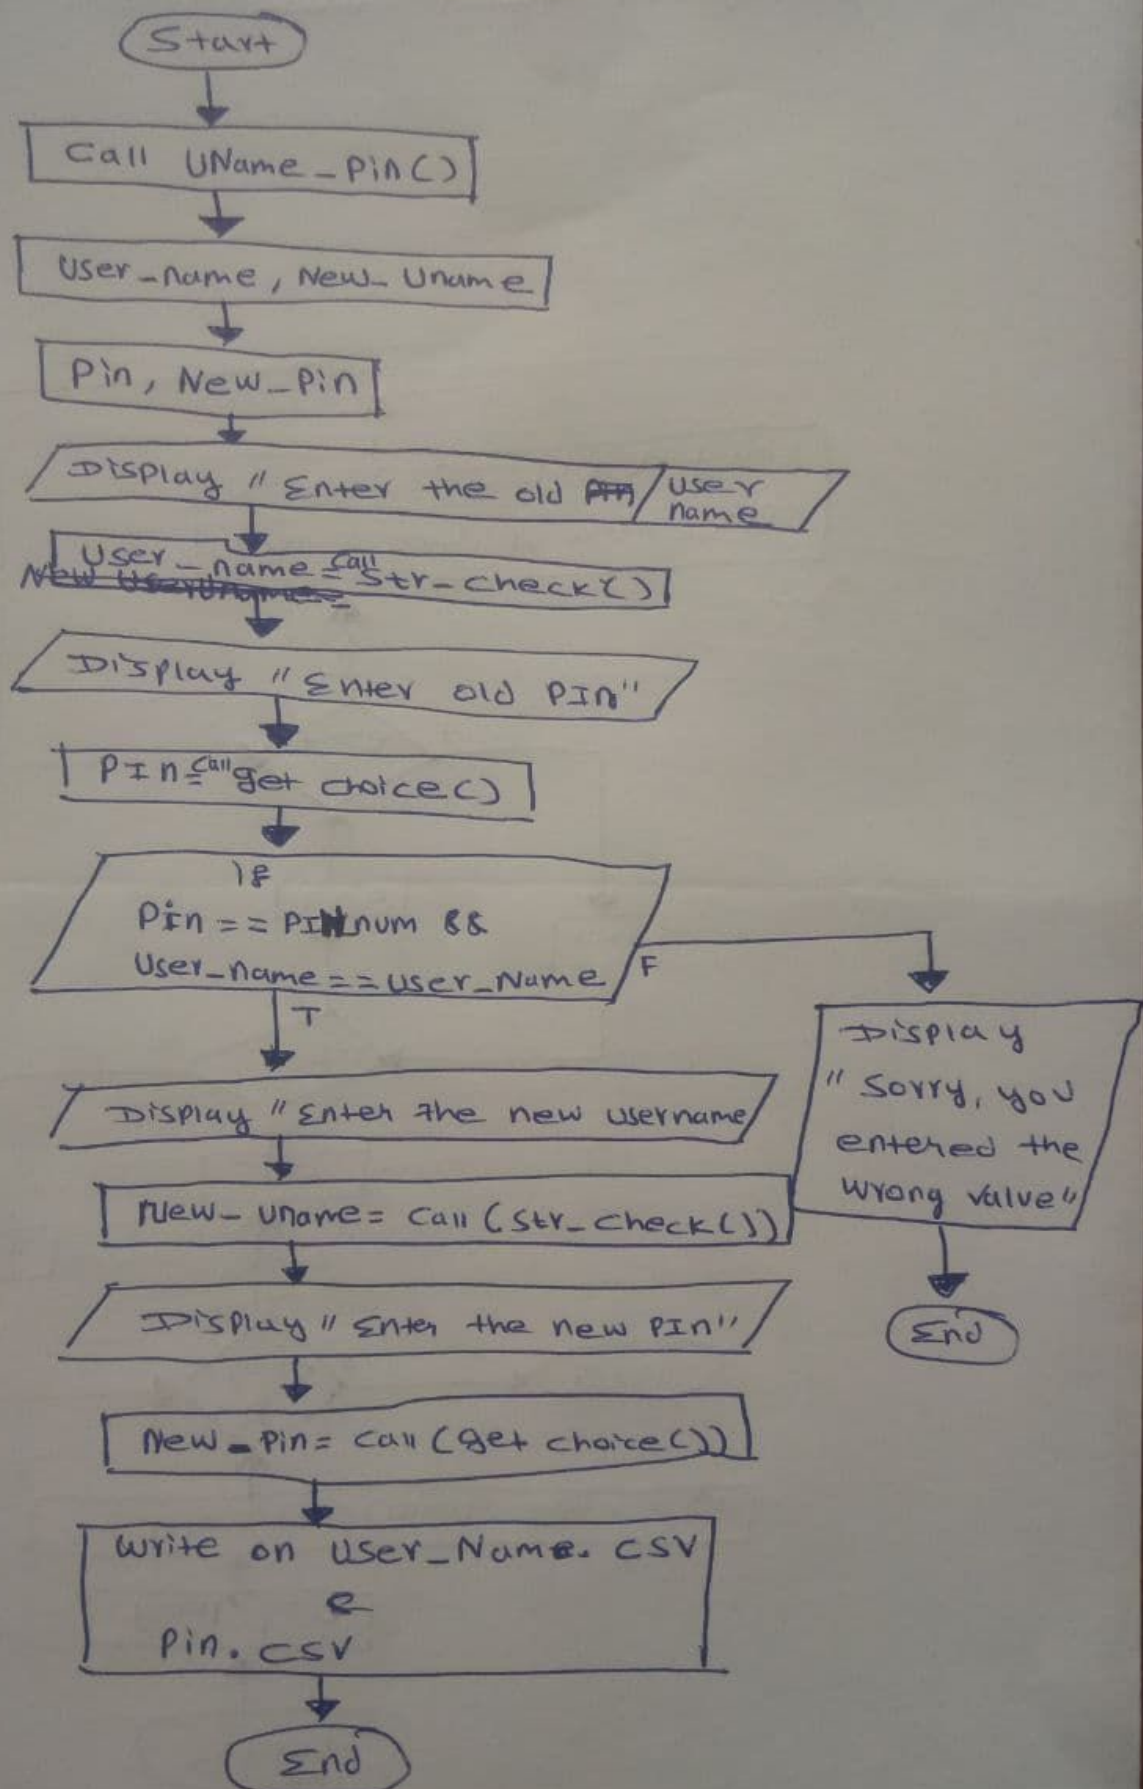 Start
Call UName_Pin()
User_name, New_Uname
Pin, New_Pin
Display " Enter the old user
name
User_name = call Str_check()
Display " Enter old PIn"
PIn = call get choice()
If
Pin == PINnum &&
User_name == user_Name
F
T
Display
" Sorry, you
entered the
wrong value"
End
Display " Enter the new username
New_uname = call (Str_check())
Display " Enter the new PIn"
New_Pin = call (get choice())
write on user_Name. csv
&
Pin. csv
End